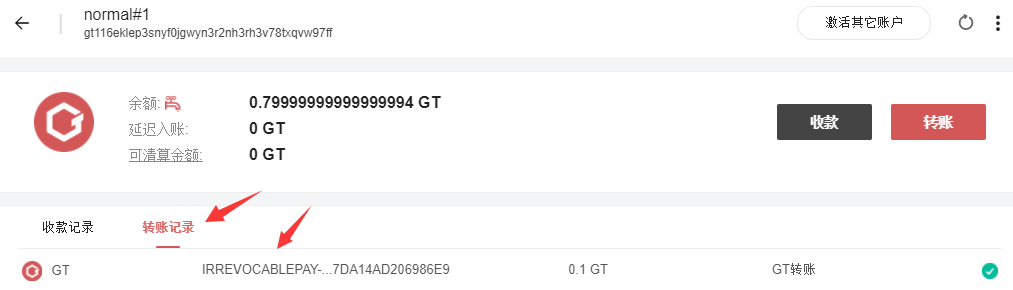 normal#1
gt116eklep3snyf0jgwyn3r2nh3rh3v78txqvw97ff
激活其它账户
余额: 0.79999999999999994 GT
延迟入账: 0 GT
可清算金额: 0 GT
收款 转账
收款记录 转账记录
GT IRREVOCABLEPAY-...7DA14AD206986E9 0.1 GT GT转账